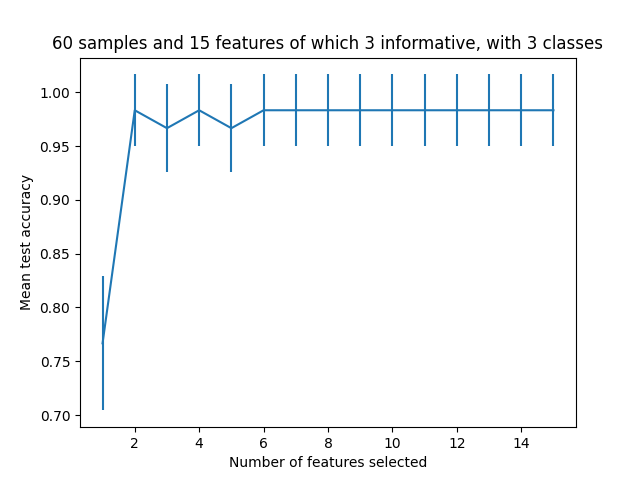 60 samples and 15 features of which 3 informative, with 3 classes
1.00
0.95
0.90
0.85
0.80
0.75
0.70
Mean test accuracy
2 4 6 8 10 12 14
Number of features selected